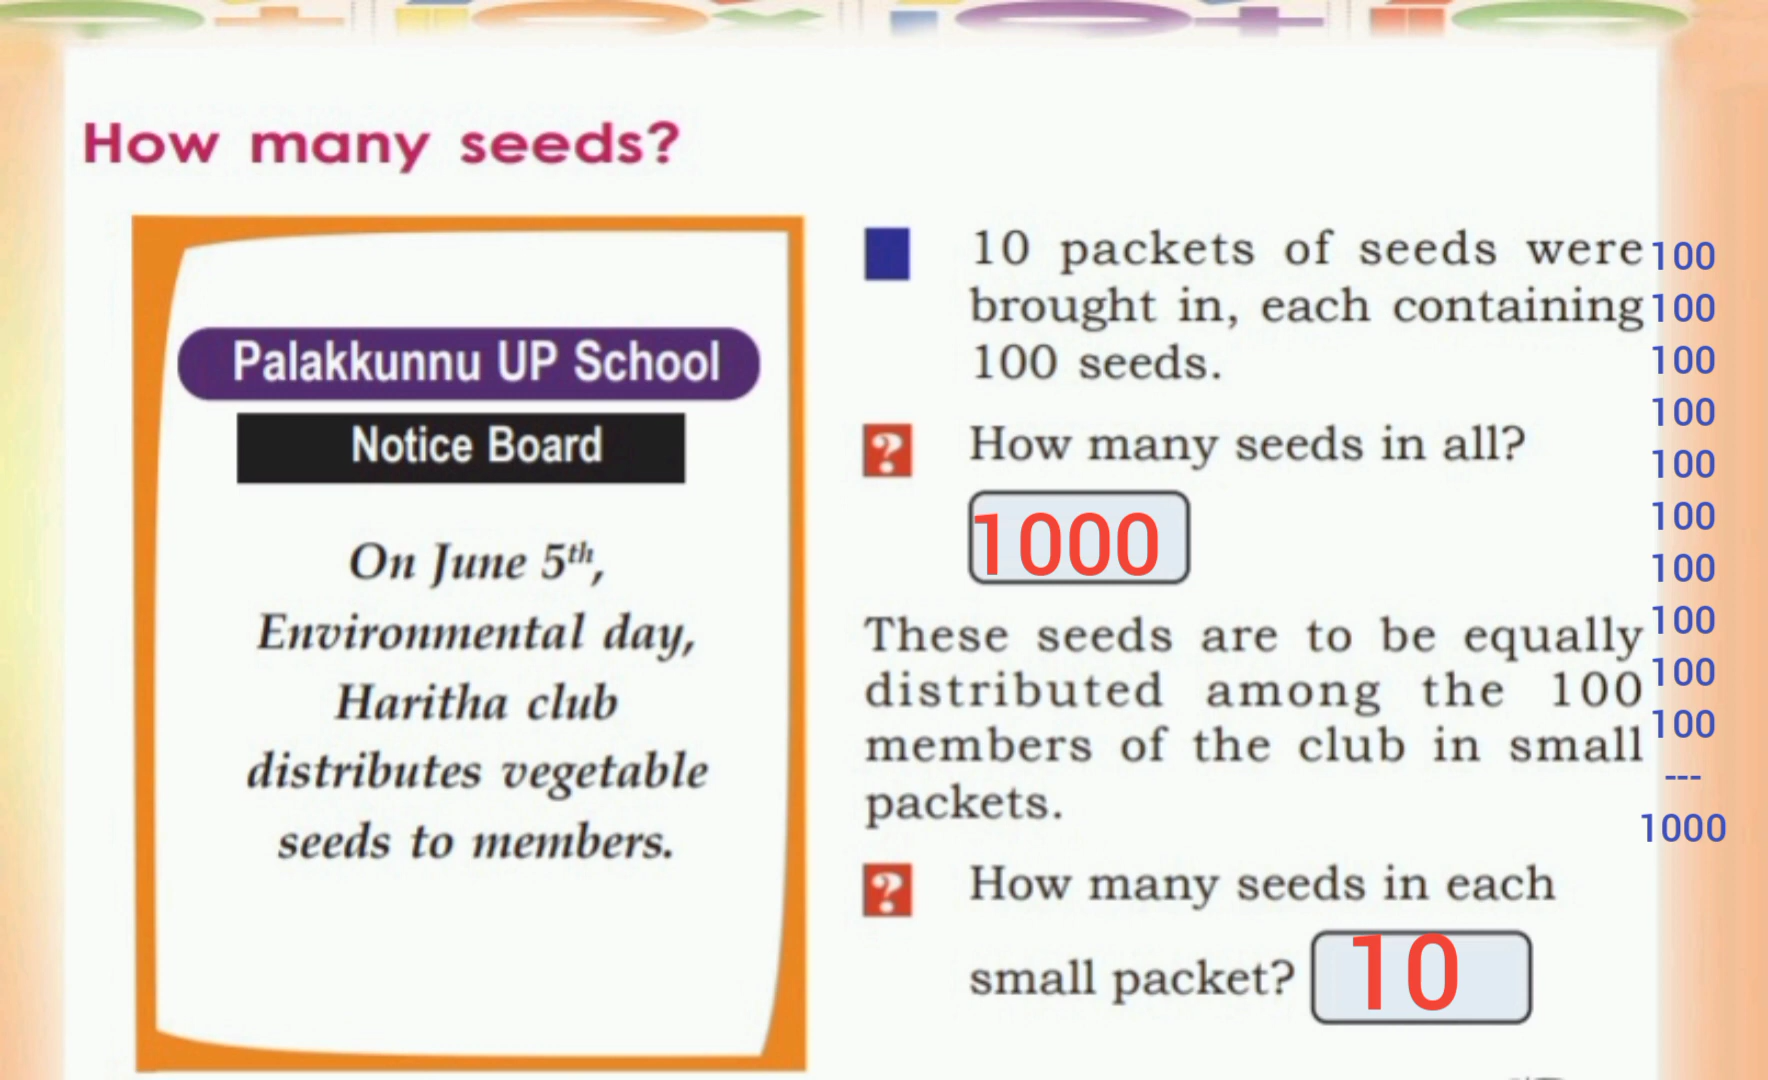 How many seeds?
Palakkunnu UP School
Notice Board
On June 5th,
Environmental day,
Haritha club
distributes vegetable
seeds to members.
10 packets of seeds were
brought in, each containing
100 seeds.
? How many seeds in all?
1000
These seeds are to be equally
distributed among the 100
members of the club in small
packets.
? How many seeds in each
small packet? 10
100
100
100
100
100
100
100
100
100
100
---
1000